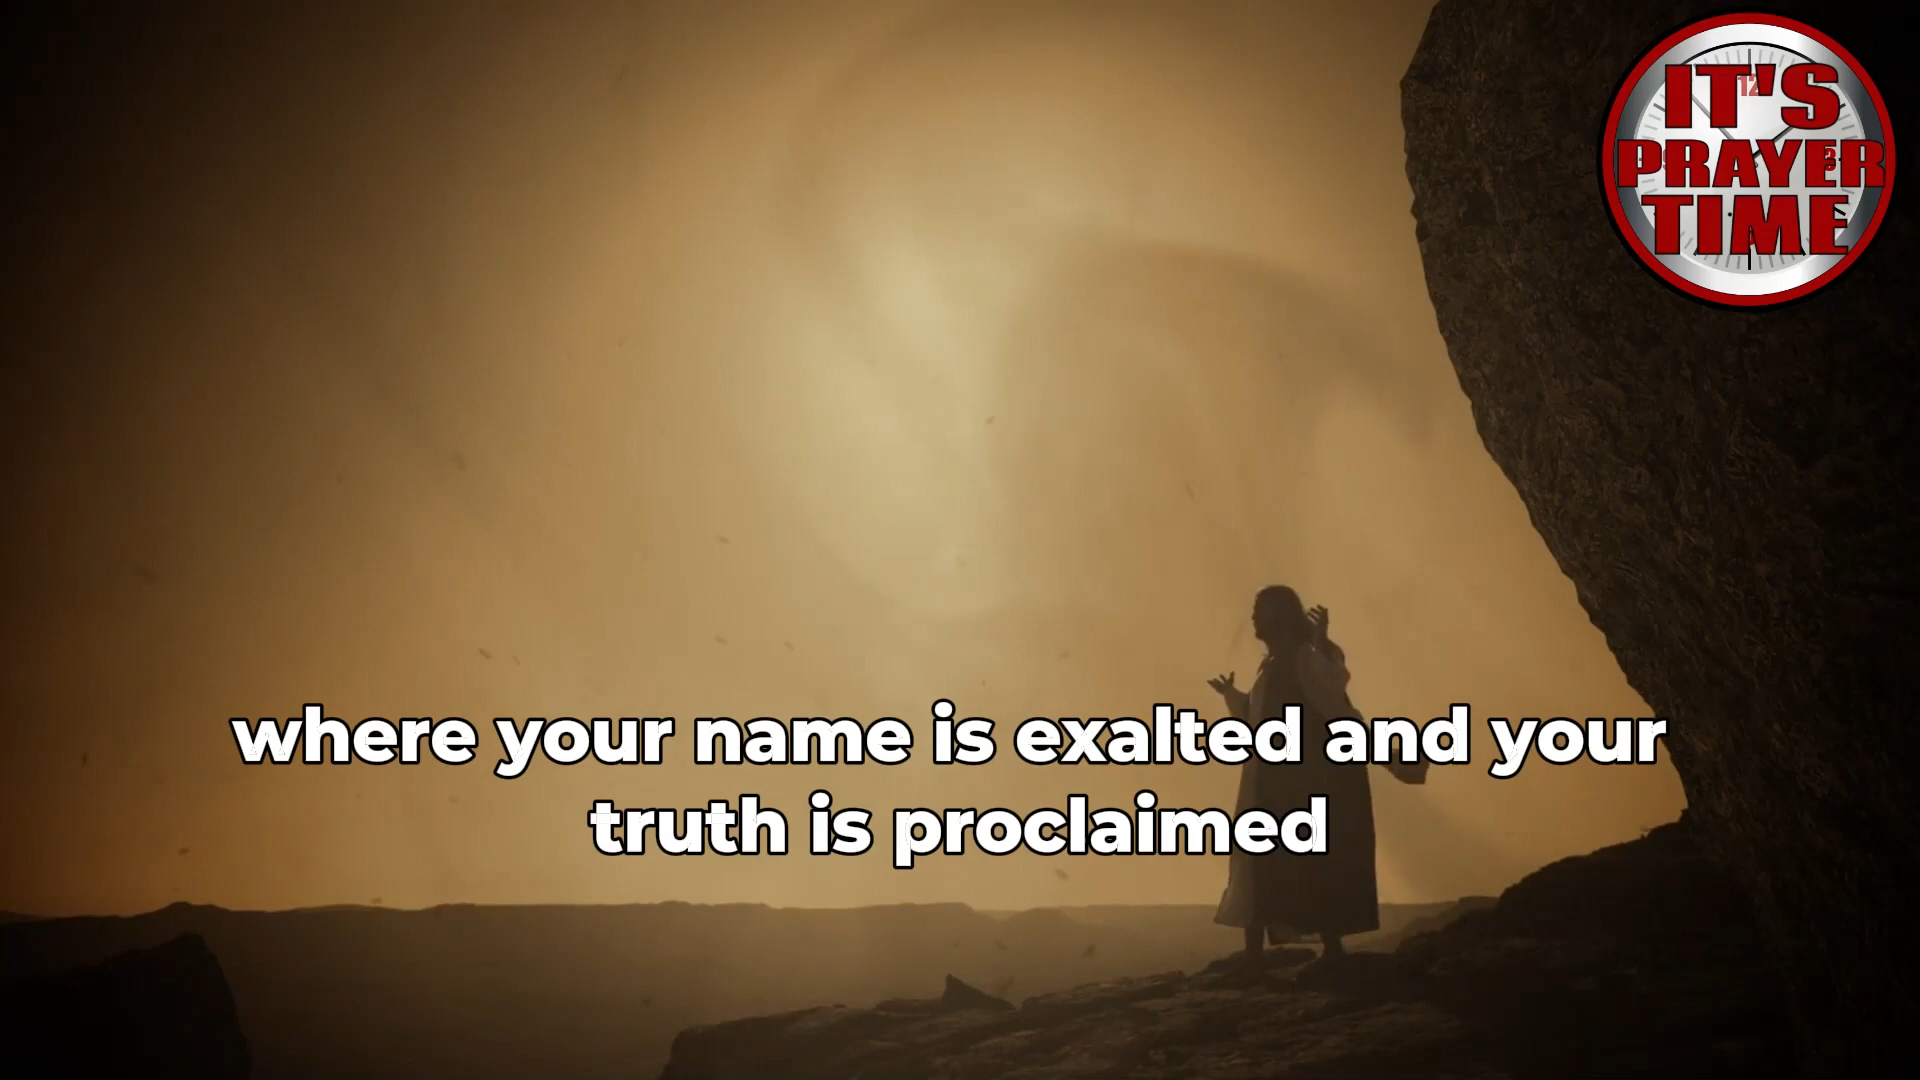 IT'S
PRAYER
TIME
where your name is exalted and your
truth is proclaimed